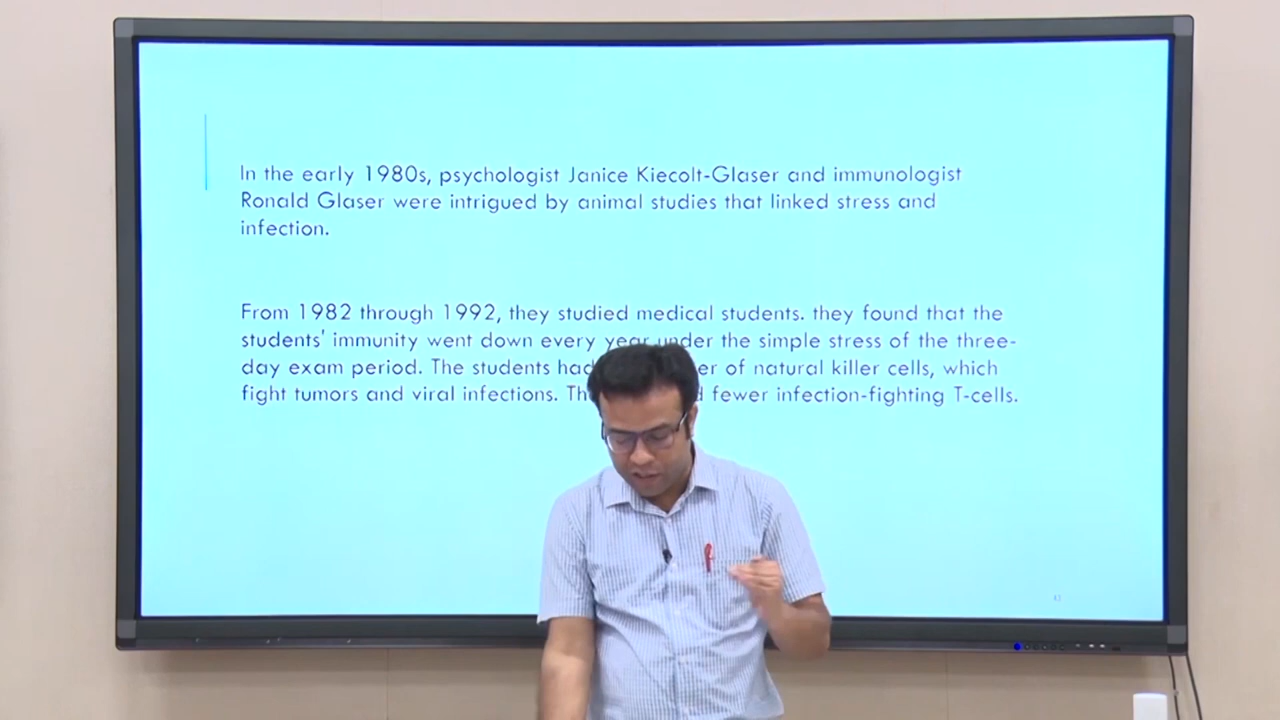 In the early 1980s, psychologist Janice Kiecolt-Glaser and immunologist
Ronald Glaser were intrigued by animal studies that linked stress and
infection.
From 1982 through 1992, they studied medical students. they found that the
students' immunity went down every year under the simple stress of the three-
day exam period. The students had of natural killer cells, which
fight tumors and viral infections. fewer infection-fighting T-cells.